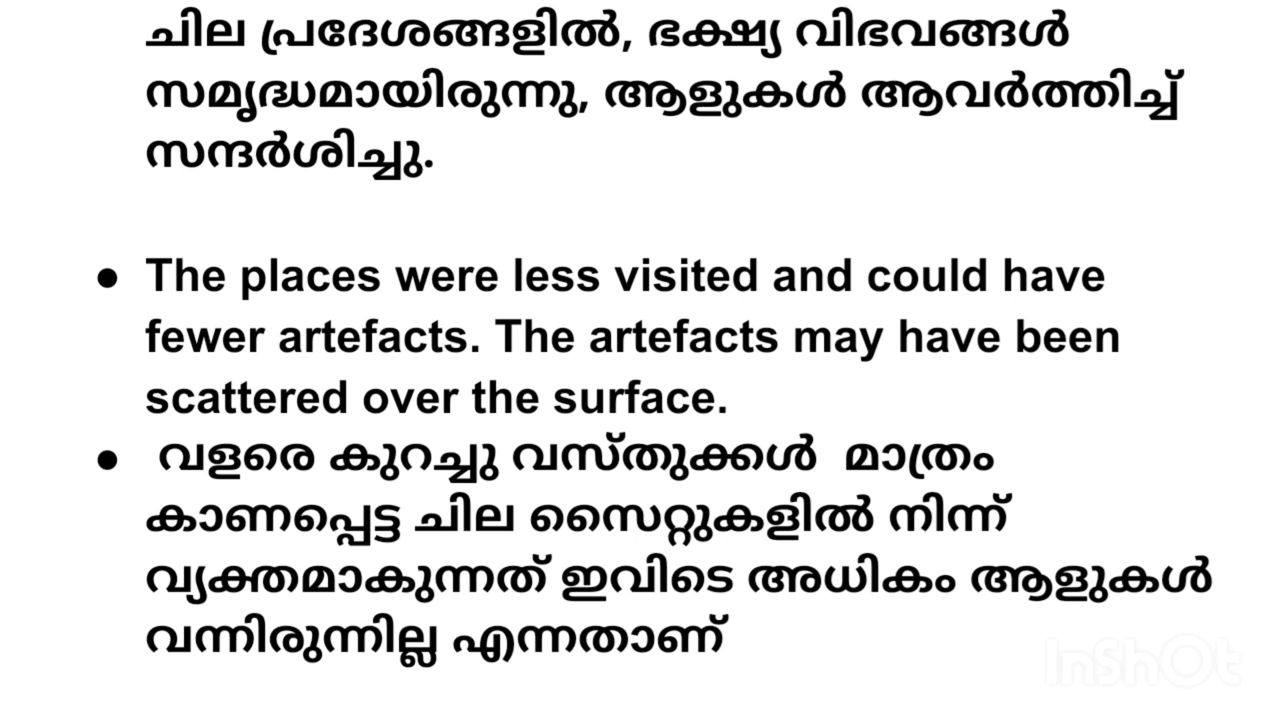 ചില പ്രദേശങ്ങളിൽ, ഭക്ഷ്യ വിഭവങ്ങൾ
സമൃദ്ധമായിരുന്നു, ആളുകൾ ആവർത്തിച്ച്
സന്ദർശിച്ചു.
● The places were less visited and could have
fewer artefacts. The artefacts may have been
scattered over the surface.
● വളരെ കുറച്ചു വസ്തുക്കൾ മാത്രം
കാണപ്പെട്ട ചില സൈറ്റുകളിൽ നിന്ന്
വ്യക്തമാകുന്നത് ഇവിടെ അധികം ആളുകൾ
വന്നിരുന്നില്ല എന്നതാണ്
InShOt